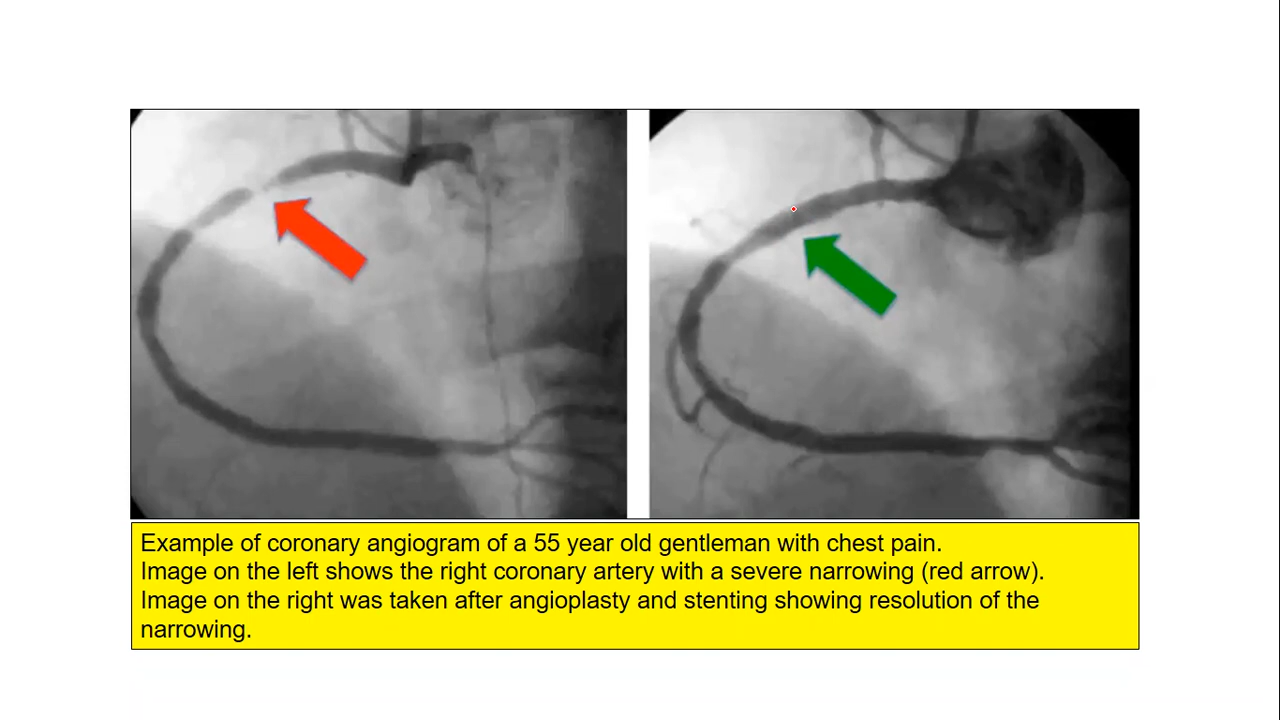 Example of coronary angiogram of a 55 year old gentleman with chest pain.
Image on the left shows the right coronary artery with a severe narrowing (red arrow).
Image on the right was taken after angioplasty and stenting showing resolution of the
narrowing.